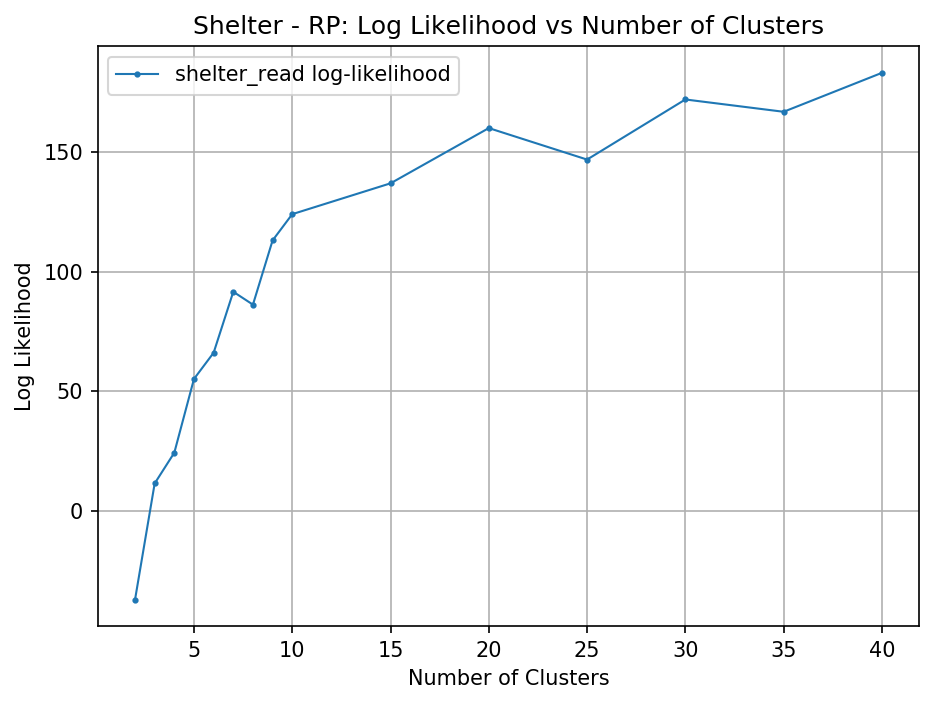 Shelter - RP: Log Likelihood vs Number of Clusters
shelter_read log-likelihood
Log Likelihood
150
100
50
0
5 10 15 20 25 30 35 40
Number of Clusters